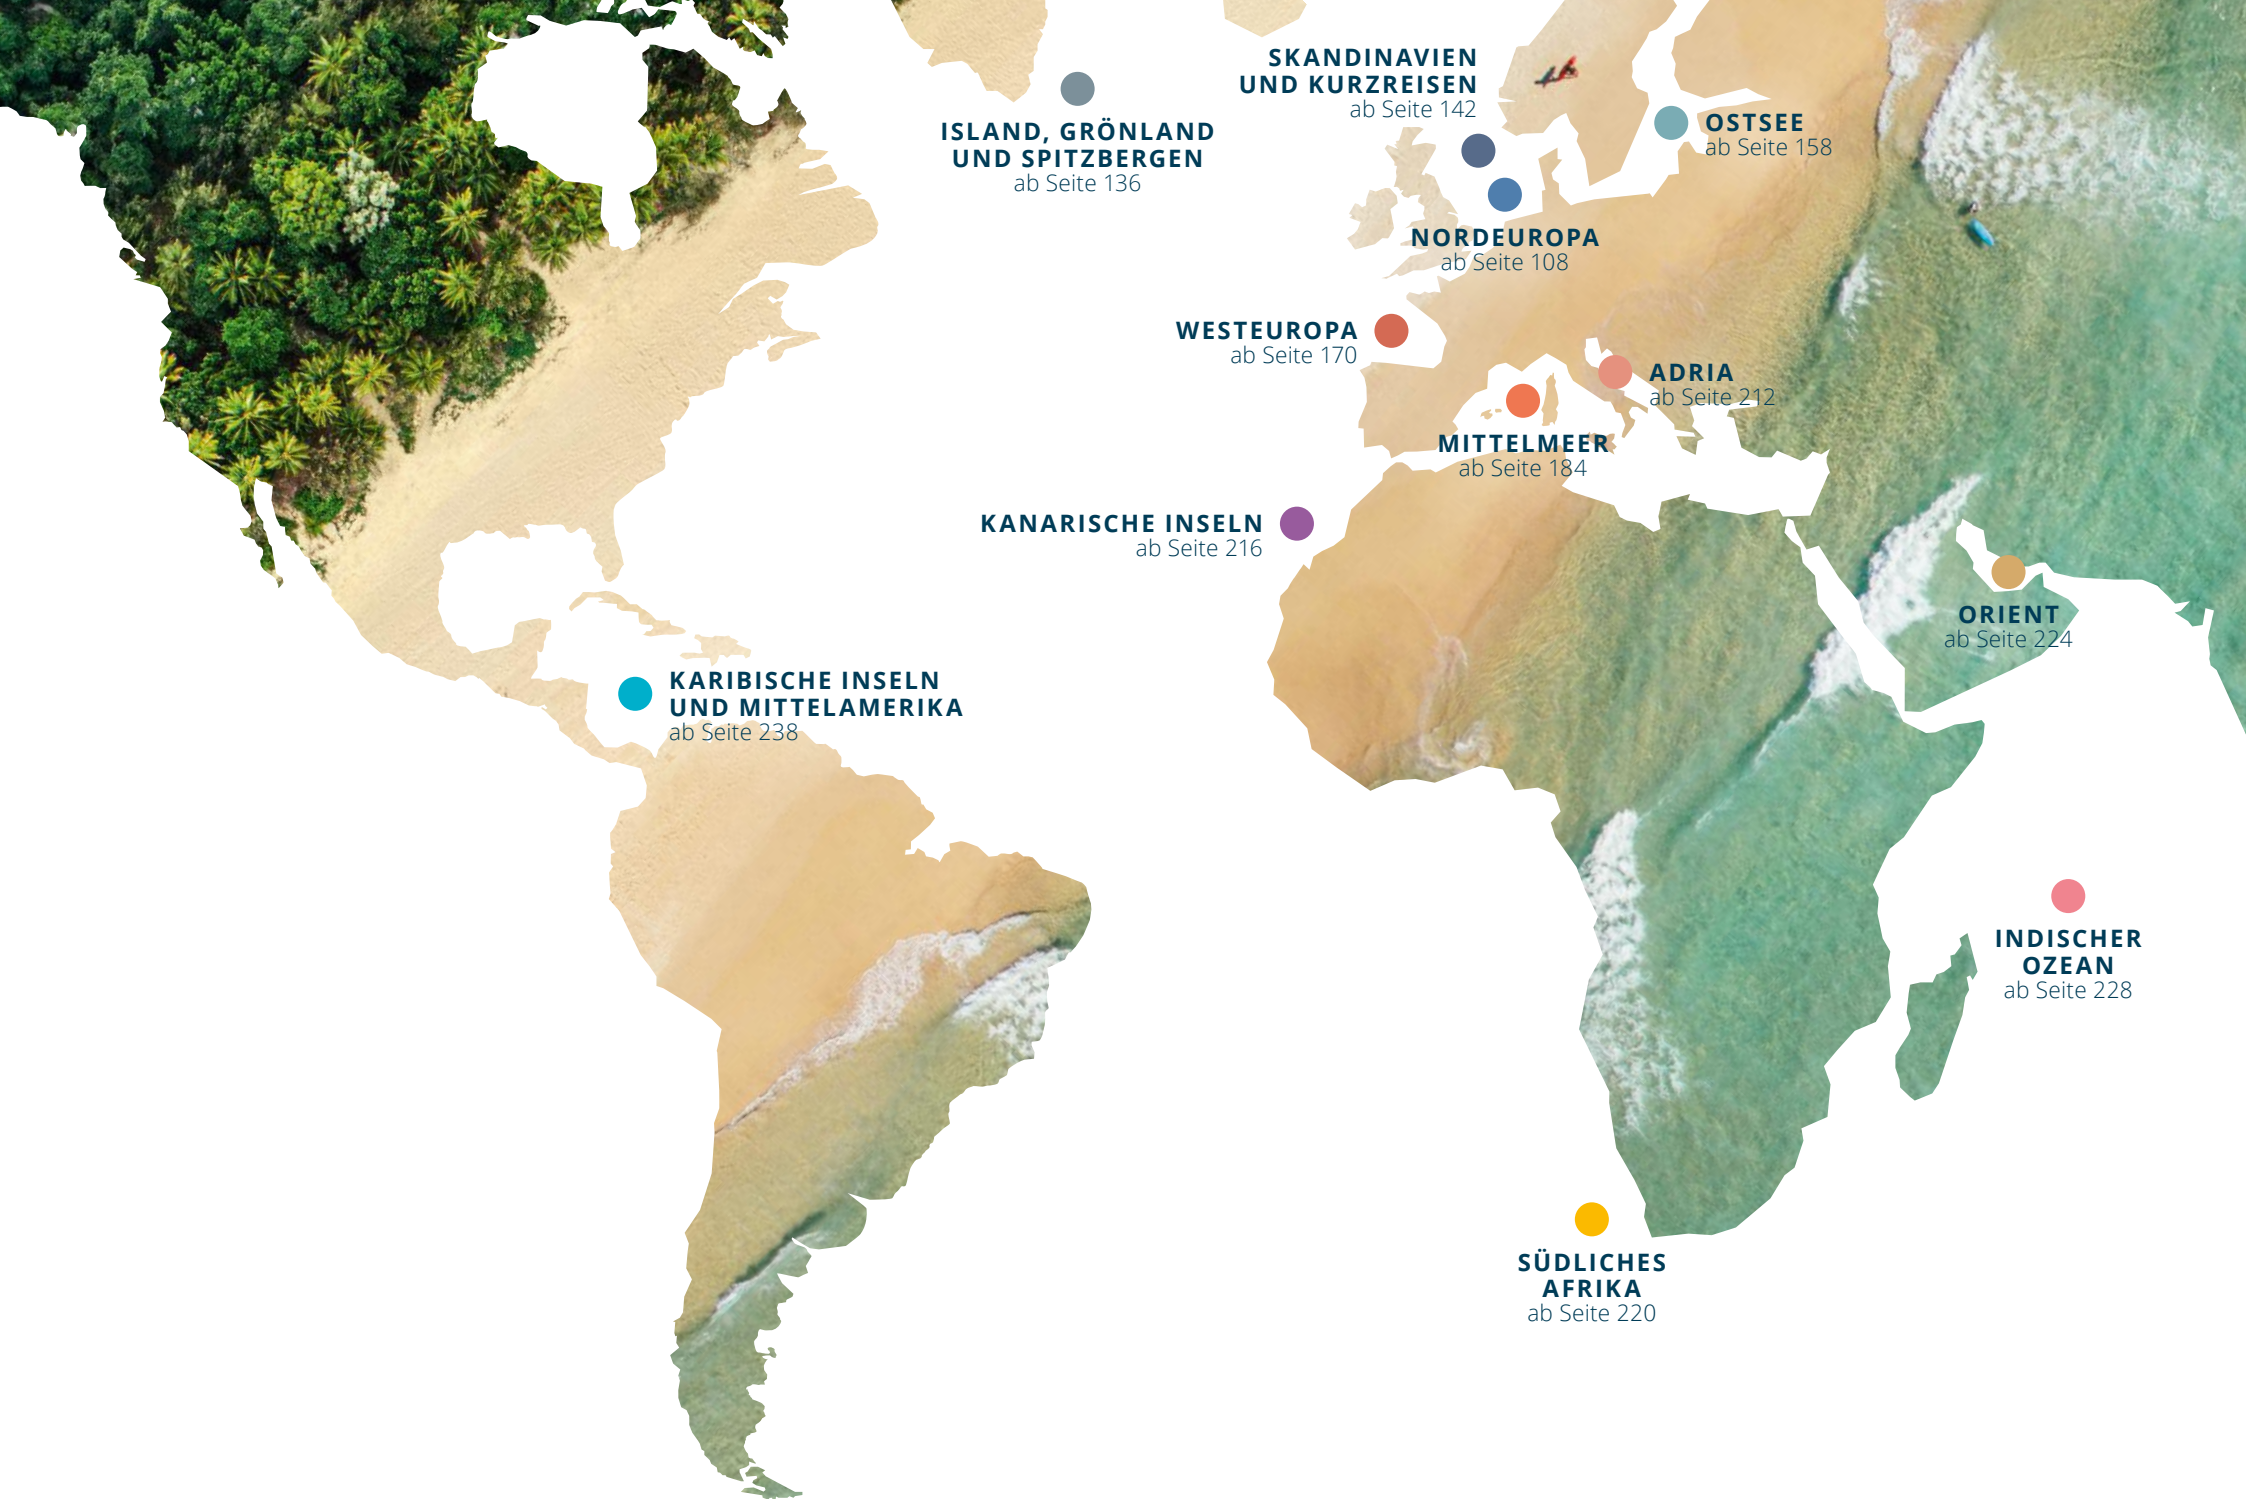 SKANDINAVIEN
UND KURZREISEN
ab Seite 142
ISLAND, GRÖNLAND
UND SPITZBERGEN
ab Seite 136
OSTSEE
ab Seite 158
NORDEUROPA
ab Seite 108
WESTEUROPA
ab Seite 170
ADRIA
ab Seite 212
MITTELMEER
ab Seite 184
KANARISCHE INSELN
ab Seite 216
ORIENT
ab Seite 224
KARIBISCHE INSELN
UND MITTELAMERIKA
ab Seite 238
INDISCHER
OZEAN
ab Seite 228
SÜDLICHES
AFRIKA
ab Seite 220